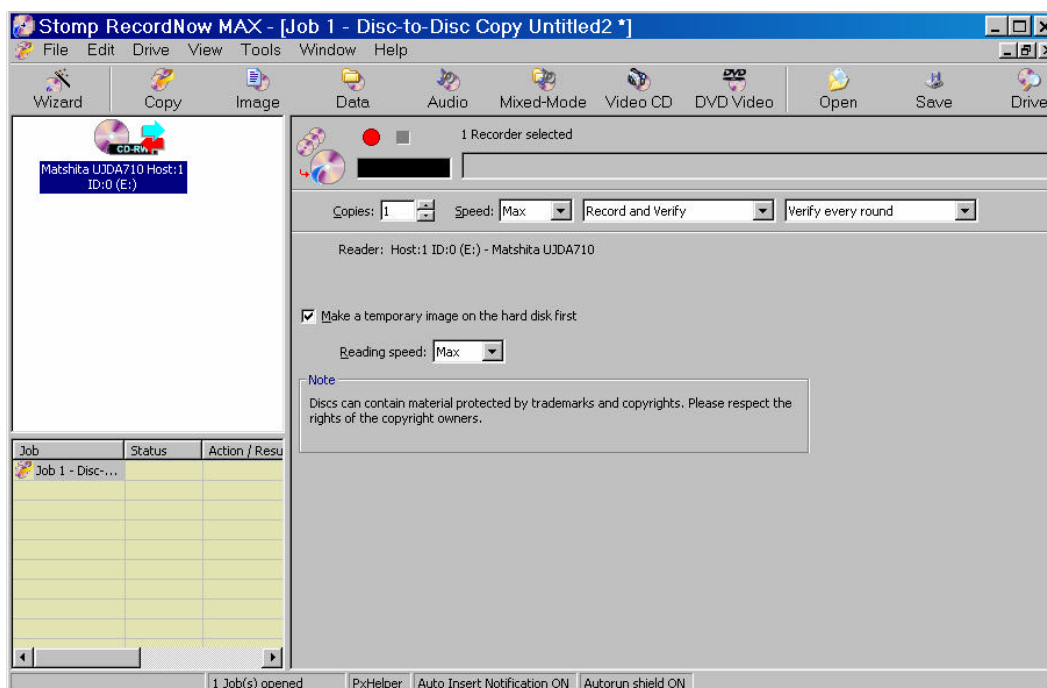 Stomp RecordNow MAX - [Job 1 - Disc-to-Disc Copy Untitled2 *]
File Edit Drive View Tools Window Help
Wizard Copy Image Data Audio Mixed-Mode Video CD DVD Video Open Save Drive
CD-RW
Matshita UJDA710 Host:1
ID:0 (E:)
1 Recorder selected
Copies: 1 Speed: Max Record and Verify Verify every round
Reader: Host:1 ID:0 (E:) - Matshita UJDA710
Make a temporary image on the hard disk first
Reading speed: Max
Note
Discs can contain material protected by trademarks and copyrights. Please respect the
rights of the copyright owners.
Job Status Action / Resu
Job 1 - Disc-...
1 Job(s) opened PxHelper Auto Insert Notification ON Autorun shield ON